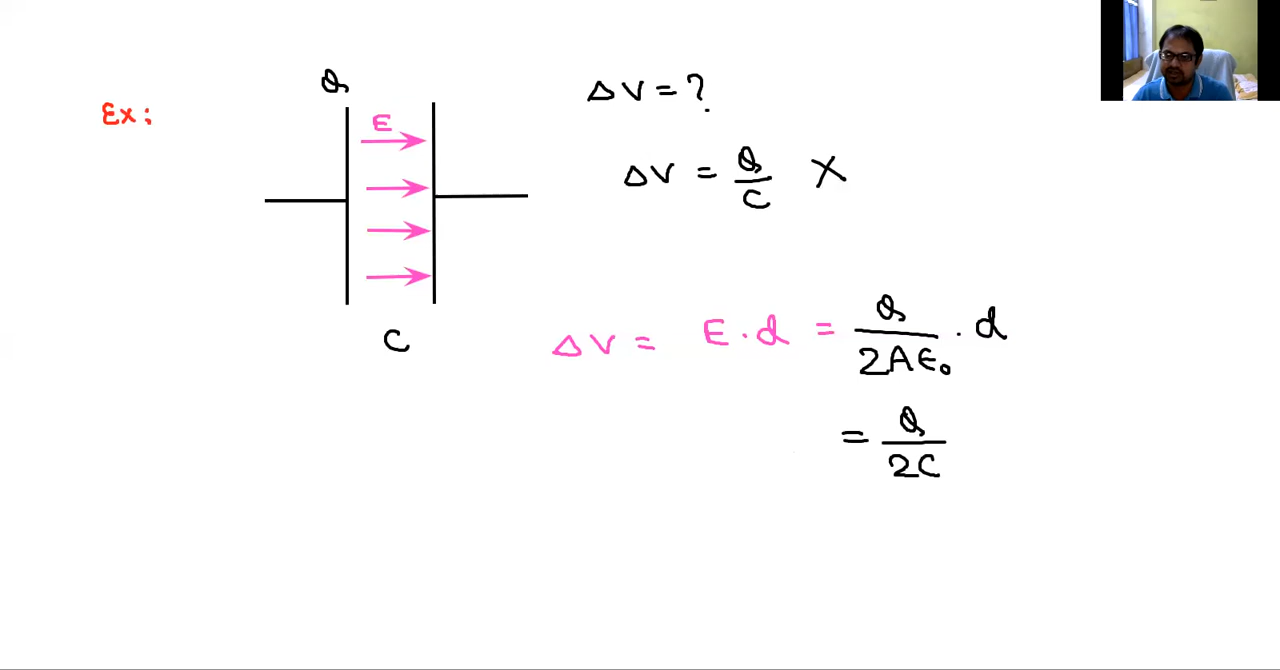 Ex:
Q
E
C
ΔV = ?
ΔV = Q/C X
ΔV = E · d = Q/2Aϵ₀ · d
= Q/2C